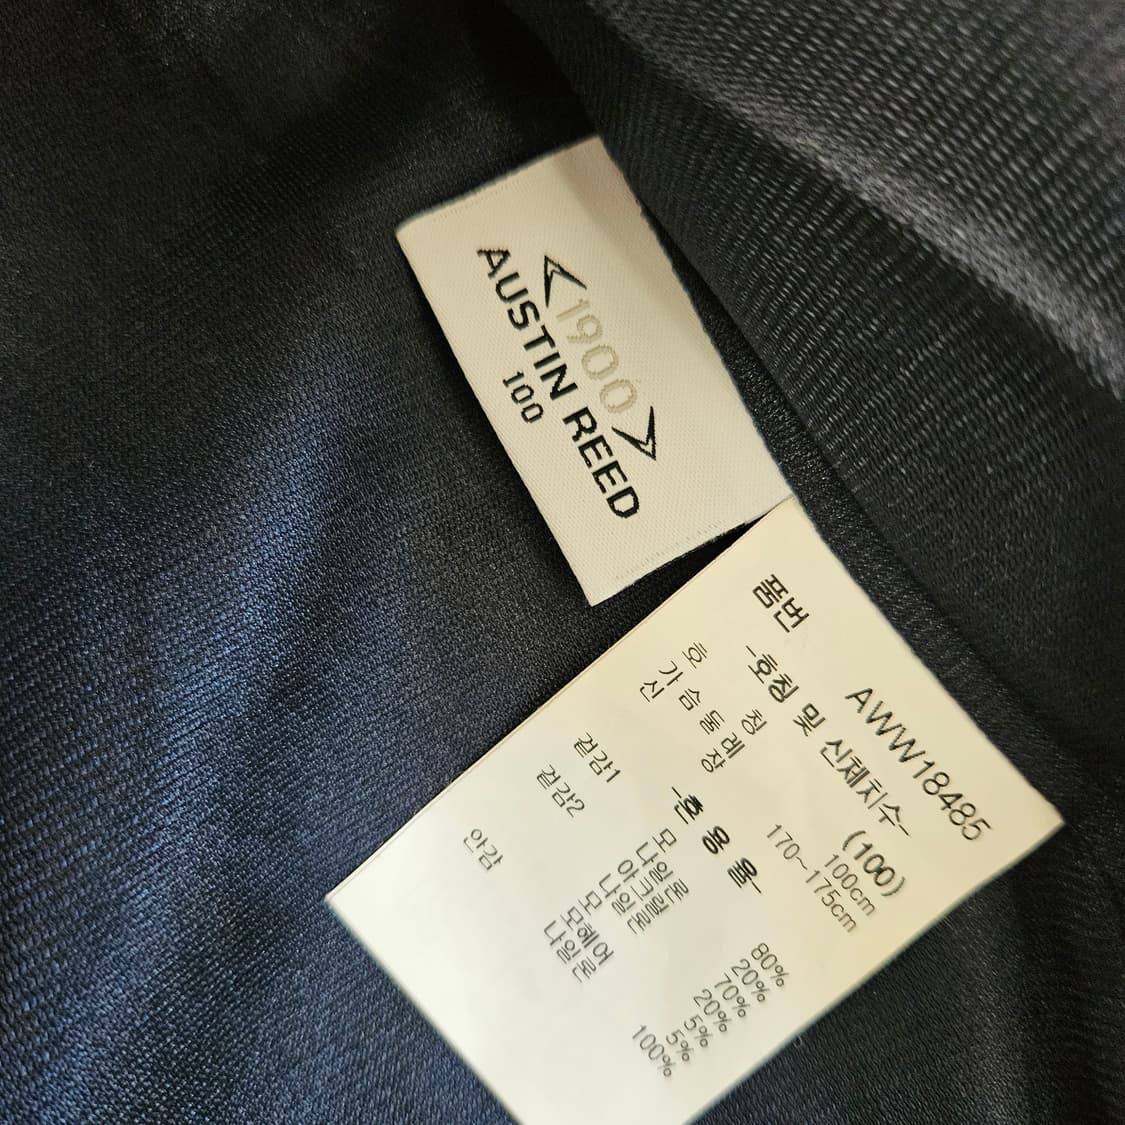 <1900>
AUSTIN REED
100
품번 AWW18485
-호칭 및 신체지수-
호 칭 (100)
가 슴 둘 레 100cm
신 장 170~175cm
-혼 용 율-
겉감1 모 80%
나일론 20%
겉감2 아크릴 70%
나일론 20%
모 5%
모헤어 5%
안감 나일론 100%